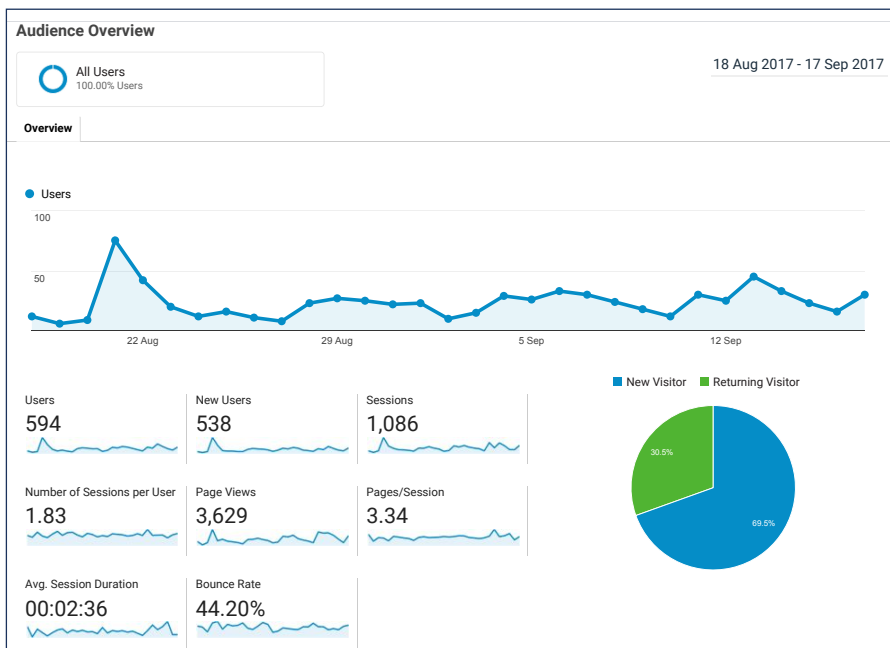 Audience Overview
All Users
100.00% Users
18 Aug 2017 - 17 Sep 2017
Overview
Users
100
50
22 Aug
29 Aug
5 Sep
12 Sep
New Visitor
Returning Visitor
Users
594
New Users
538
Sessions
1,086
30.5%
69.5%
Number of Sessions per User
1.83
Page Views
3,629
Pages/Session
3.34
Avg. Session Duration
00:02:36
Bounce Rate
44.20%